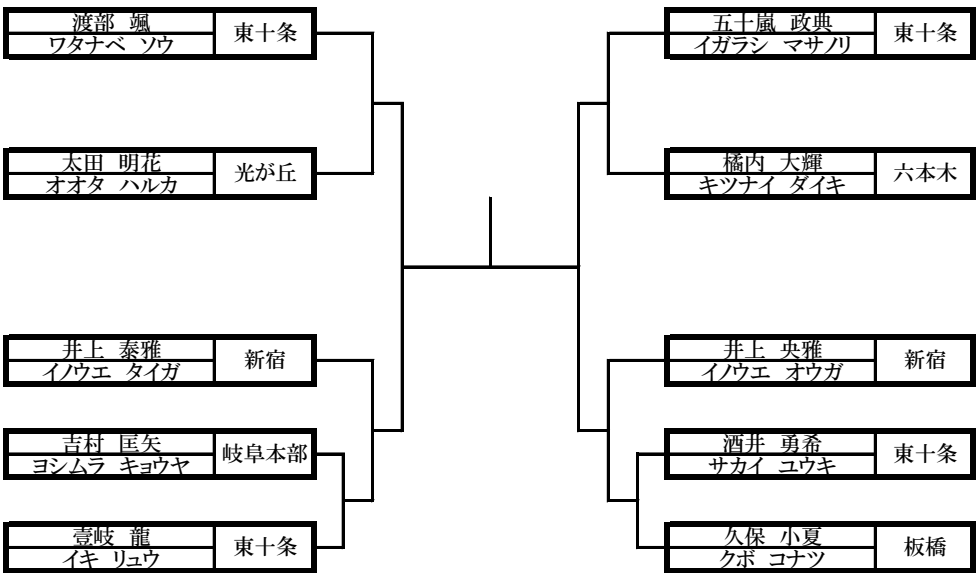 渡部 颯
ワタナベ ソウ
東十条
太田 明花
オオタ ハルカ
光が丘
井上 泰雅
イノウエ タイガ
新宿
吉村 匡矢
ヨシムラ キョウヤ
岐阜本部
壹岐 龍
イキ リュウ
東十条
五十嵐 政典
イガラシ マサノリ
東十条
橘内 大輝
キツナイ ダイキ
六本木
井上 央雅
イノウエ オウガ
新宿
酒井 勇希
サカイ ユウキ
東十条
久保 小夏
クボ コナツ
板橋